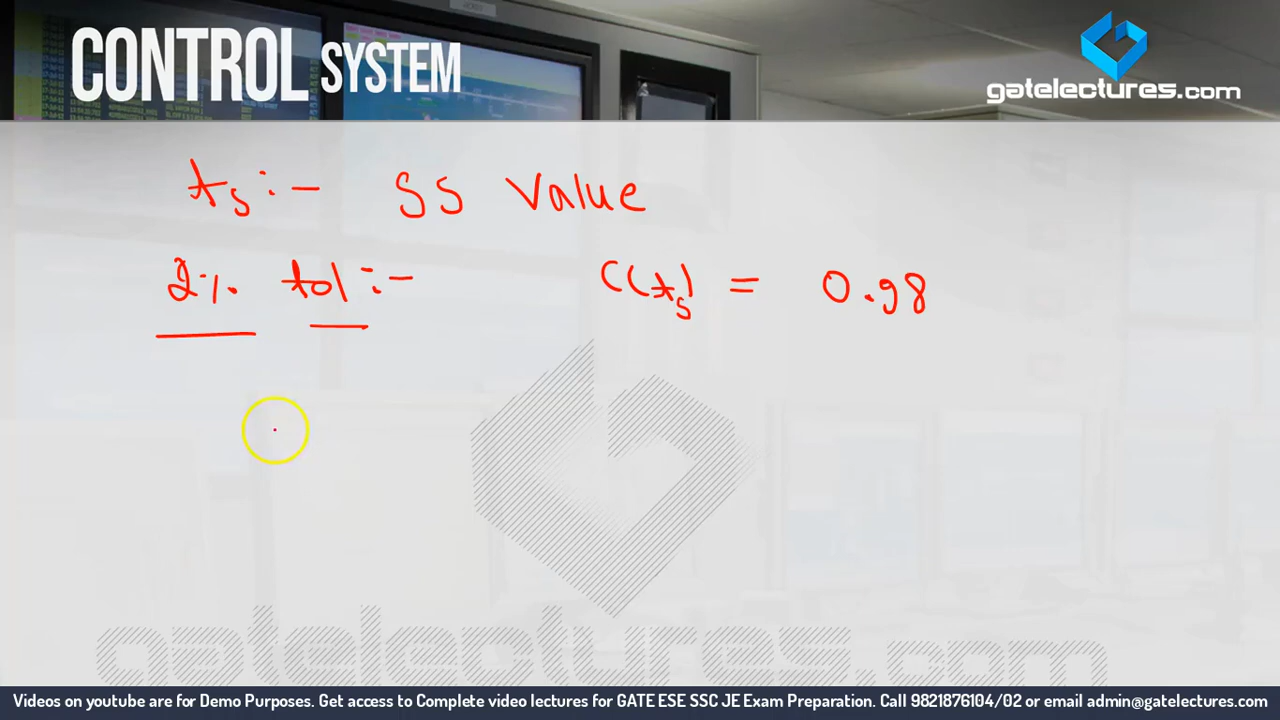 CONTROL SYSTEM
gatelectures.com
ts :- SS Value
2% tol :- C(ts) = 0.98
gatelectures.com
Videos on youtube are for Demo Purposes. Get access to Complete video lectures for GATE ESE SSC JE Exam Preparation. Call 9821876104/02 or email admin@gatelectures.com